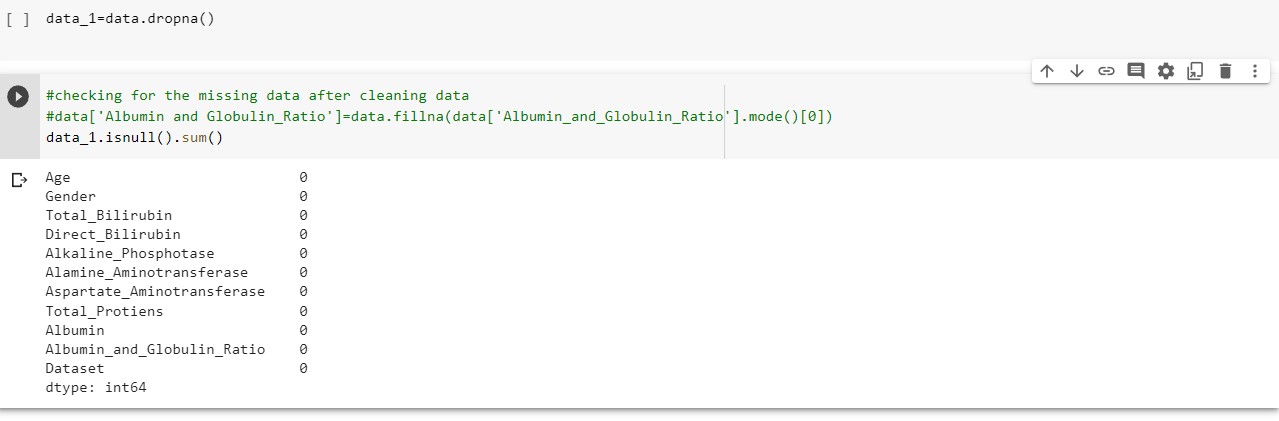 [ ] data_1=data.dropna()
#checking for the missing data after cleaning data
#data['Albumin and Globulin_Ratio']=data.fillna(data['Albumin_and_Globulin_Ratio'].mode()[0])
data_1.isnull().sum()
Age 0
Gender 0
Total_Bilirubin 0
Direct_Bilirubin 0
Alkaline_Phosphotase 0
Alamine_Aminotransferase 0
Aspartate_Aminotransferase 0
Total_Protiens 0
Albumin 0
Albumin_and_Globulin_Ratio 0
Dataset 0
dtype: int64